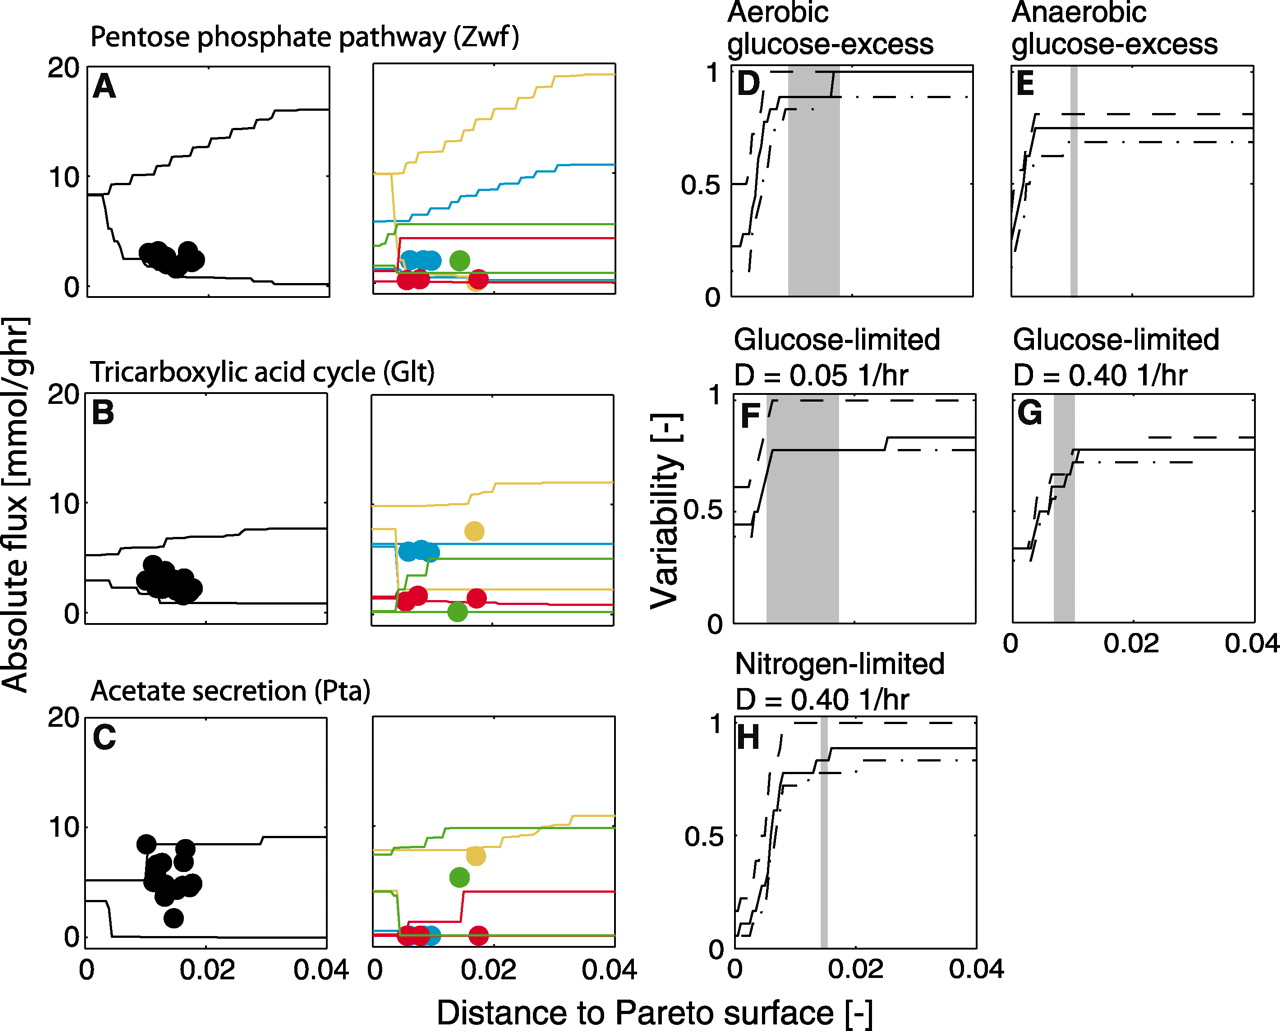 Pentose phosphate pathway (Zwf)
A
20
10
0
Tricarboxylic acid cycle (Glt)
B
20
10
0
Acetate secretion (Pta)
C
20
10
0
0 0.02 0.04
0 0.02 0.04
Absolute flux [mmol/ghr]
Distance to Pareto surface [-]
Aerobic
glucose-excess
D
1
0.5
0
Anaerobic
glucose-excess
E
Glucose-limited
D = 0.05 1/hr
F
1
0.5
0
Glucose-limited
D = 0.40 1/hr
G
0 0.02 0.04
Nitrogen-limited
D = 0.40 1/hr
H
1
0.5
0
0 0.02 0.04
Variability [-]